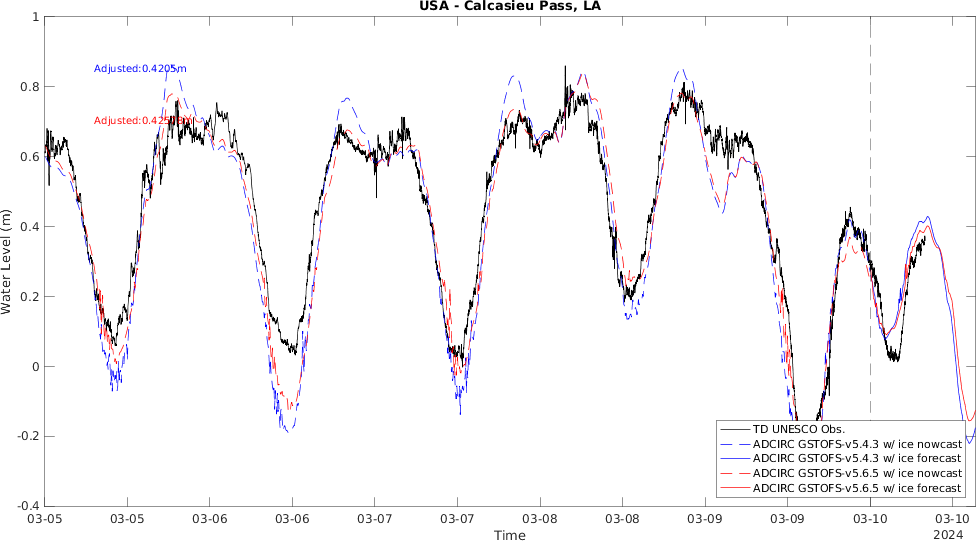 USA - Calcasieu Pass, LA
1
0.8
0.6
0.4
0.2
0
-0.2
-0.4
Water Level (m)
Adjusted:0.4205m
TD UNESCO Obs.
ADCIRC GSTOFS-v5.4.3 w/ ice nowcast
ADCIRC GSTOFS-v5.4.3 w/ ice forecast
ADCIRC GSTOFS-v5.6.5 w/ ice nowcast
ADCIRC GSTOFS-v5.6.5 w/ ice forecast
03-05 03-05 03-06 03-06 03-07 03-07 03-08 03-08 03-09 03-09 03-10 03-10
Time
2024